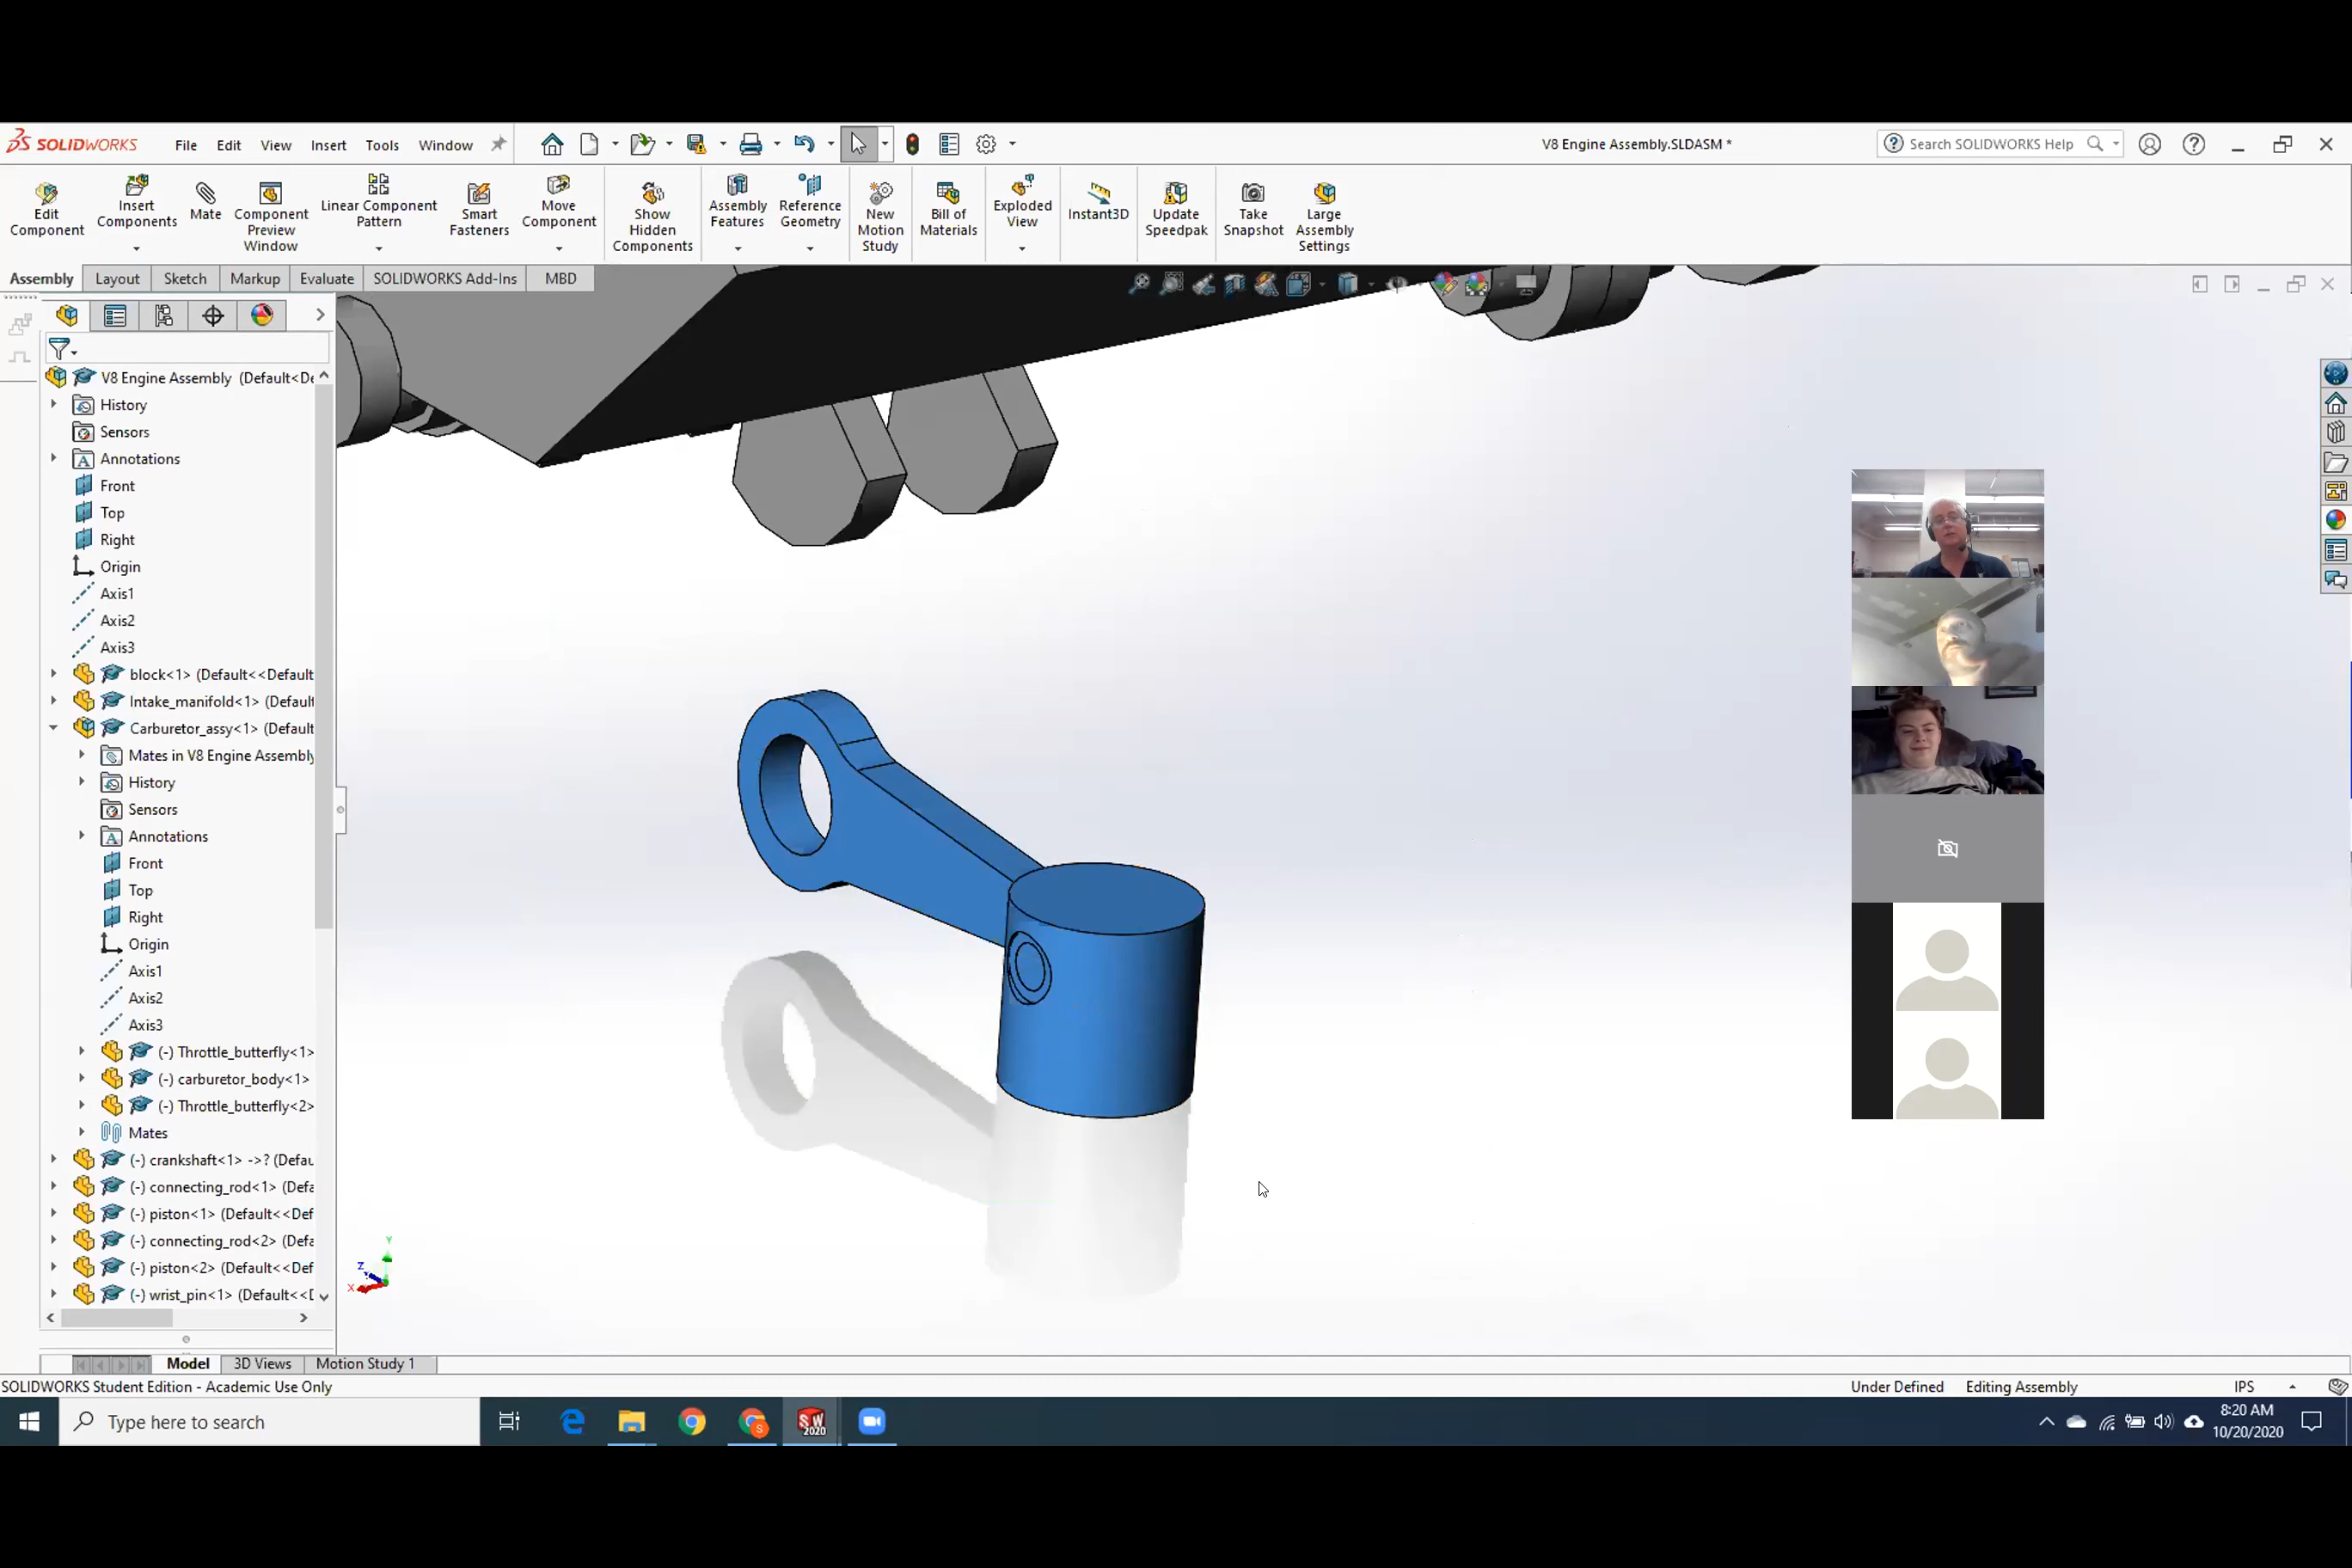 SOLIDWORKS File Edit View Insert Tools Window V8 Engine Assembly.SLDASM * Search SOLIDWORKS Help
Edit Component
Insert Components
Mate
Component Preview Window
Linear Component Pattern
Smart Fasteners
Move Component
Show Hidden Components
Assembly Features
Reference Geometry
New Motion Study
Bill of Materials
Exploded View
Instant3D
Update Speedpak
Take Snapshot
Large Assembly Settings
Assembly Layout Sketch Markup Evaluate SOLIDWORKS Add-Ins MBD
V8 Engine Assembly (Default<De
History
Sensors
Annotations
Front
Top
Right
Origin
Axis1
Axis2
Axis3
block<1> (Default<<Default
Intake_manifold<1> (Default
Carburetor_assy<1> (Default
Mates in V8 Engine Assembly
History
Sensors
Annotations
Front
Top
Right
Origin
Axis1
Axis2
Axis3
(-) Throttle_butterfly<1>
(-) carburetor_body<1>
(-) Throttle_butterfly<2>
Mates
(-) crankshaft<1> ->? (Defau
(-) connecting_rod<1> (Defa
(-) piston<1> (Default<<Def
(-) connecting_rod<2> (Defa
(-) piston<2> (Default<<Def
(-) wrist_pin<1> (Default<<D
Y
Z
X
Model 3D Views Motion Study 1
SOLIDWORKS Student Edition - Academic Use Only Under Defined Editing Assembly IPS
Type here to search
SW 2020
8:20 AM
10/20/2020